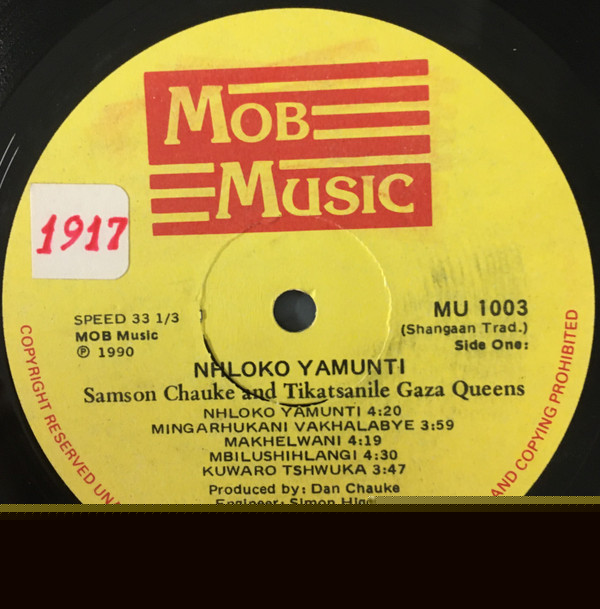 MOB
MUSIC
1917
SPEED 33 1/3
MOB Music
℗ 1990
MU 1003
(Shangaan Trad.)
Side One:
NHLOKO YAMUNTI
Samson Chauke and Tikatsanile Gaza Queens
NHLOKO YAMUNTI 4:20
MINGARHUKANI VAKHALABYE 3:59
MAKHELWANI 4:19
MBILUSHIHLANGI 4:30
KUWARO TSHWUKA 3:47
Produced by: Dan Chauke
Engineer: Simon
COPYRIGHT RESERVED
AND COPYING PROHIBITED